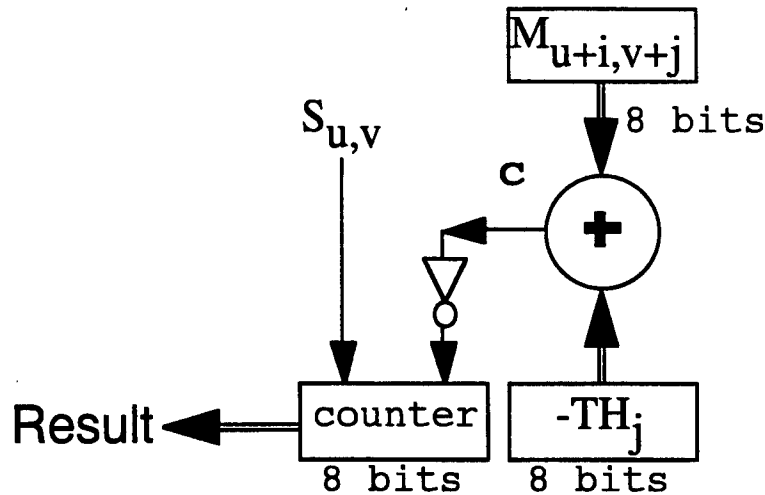 M_{u+i,v+j}
8 bits
S_{u,v}
c
+
Result
counter
-TH_j
8 bits
8 bits